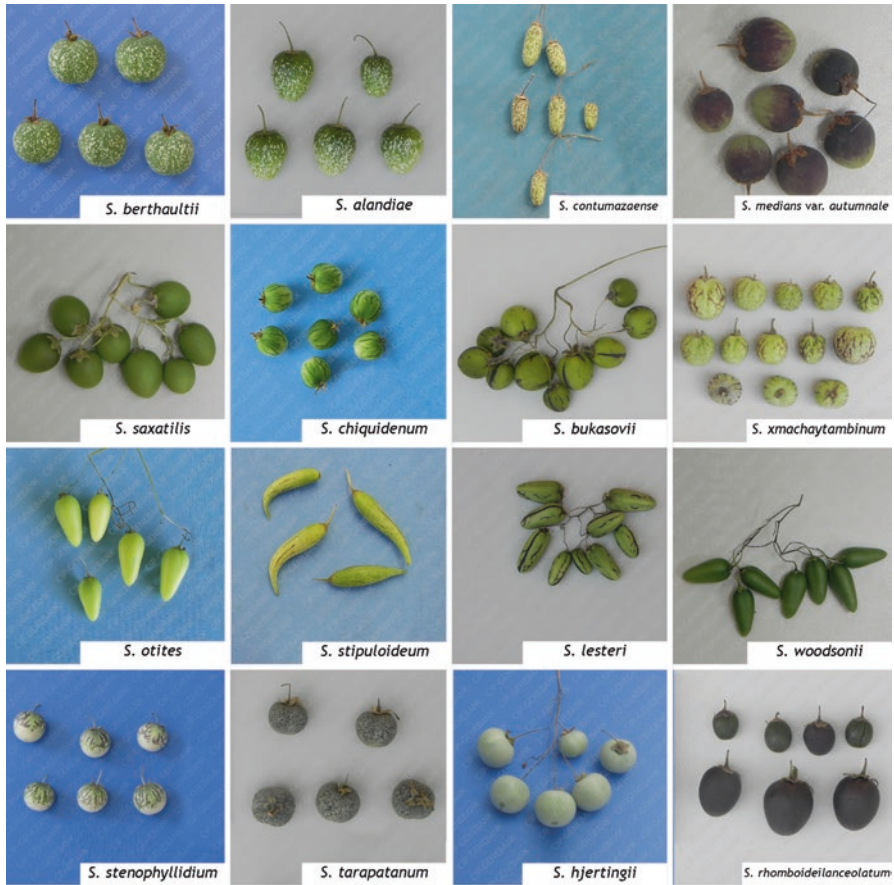 S. berthaultii
S. alandiae
S. contumazaense
S. medians var. autumnale
S. saxatilis
S. chiquidenum
S. bukasovii
S. xmachaytambinum
S. otites
S. stipuloideum
S. lesteri
S. woodsonii
S. stenophyllidium
S. tarapatanum
S. hjertingii
S. rhomboideilanceolatum